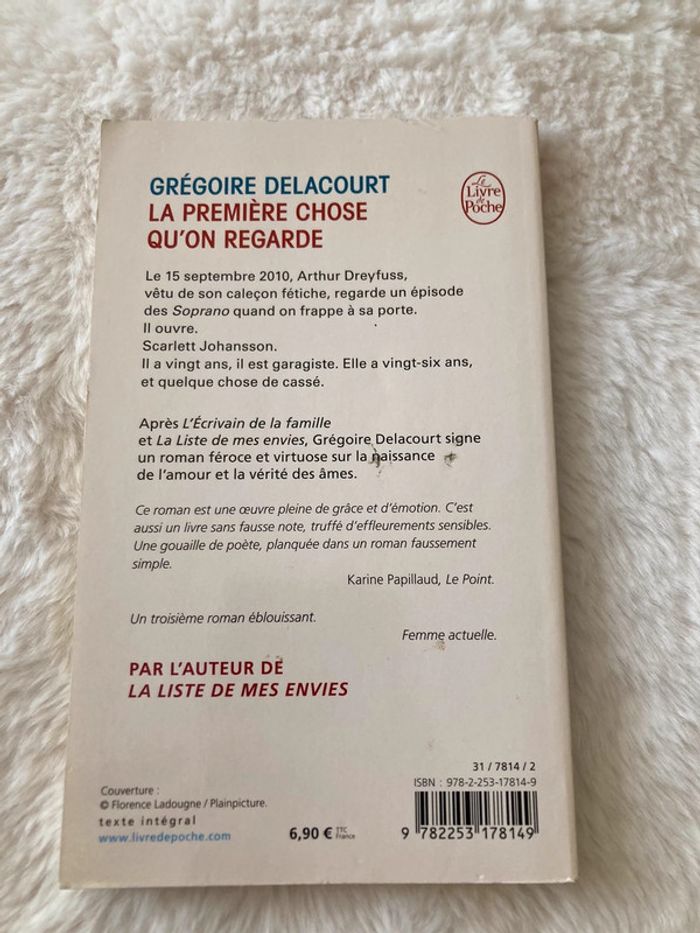 GRÉGOIRE DELACOURT
LA PREMIÈRE CHOSE
QU'ON REGARDE
Le
Livre
de
Poche
Le 15 septembre 2010, Arthur Dreyfuss,
vêtu de son caleçon fétiche, regarde un épisode
des Soprano quand on frappe à sa porte.
Il ouvre.
Scarlett Johansson.
Il a vingt ans, il est garagiste. Elle a vingt-six ans,
et quelque chose de cassé.
Après L'Écrivain de la famille
et La Liste de mes envies, Grégoire Delacourt signe
un roman féroce et virtuose sur la naissance
de l'amour et la vérité des âmes.
Ce roman est une œuvre pleine de grâce et d'émotion. C'est
aussi un livre sans fausse note, truffé d'effleurements sensibles.
Une gouaille de poète, planquée dans un roman faussement
simple.
Karine Papillaud, Le Point.
Un troisième roman éblouissant.
Femme actuelle.
PAR L'AUTEUR DE
LA LISTE DE MES ENVIES
31 / 7814 / 2
ISBN : 978-2-253-17814-9
Couverture :
© Florence Ladougne / Plainpicture.
texte intégral
www.livredepoche.com
6,90 € TTC
France
9 782253 178149